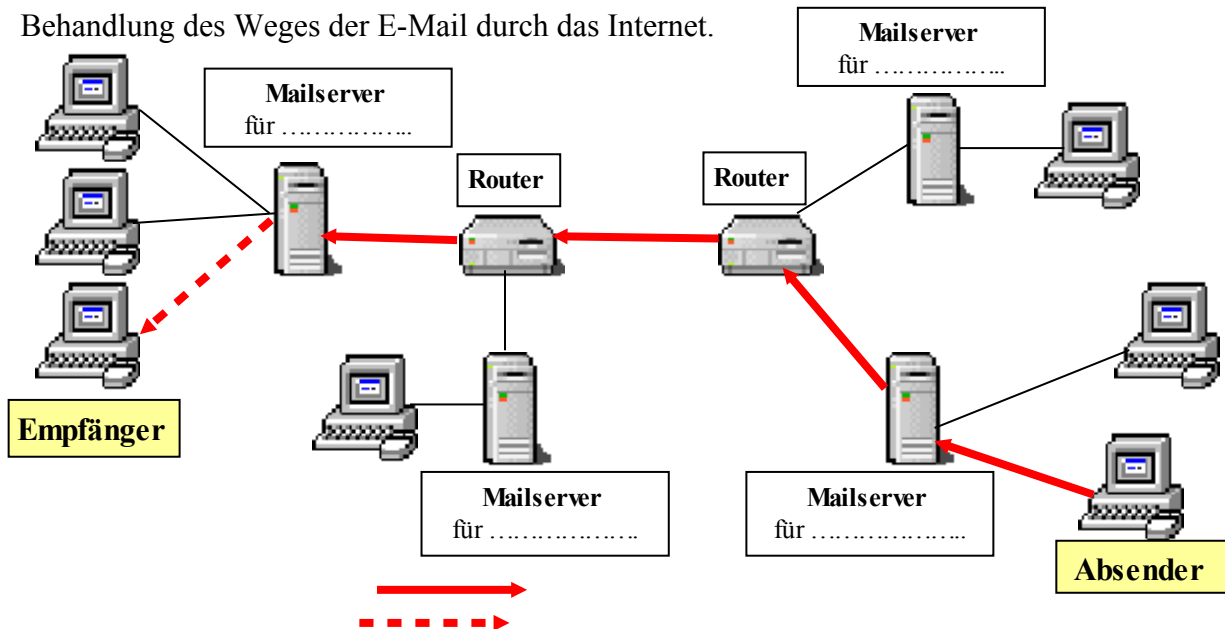 Behandlung des Weges der E-Mail durch das Internet.
Mailserver
für ……………..
Mailserver
für ……………..
Router
Router
Empfänger
Mailserver
für ……………….
Mailserver
für ………………..
Absender